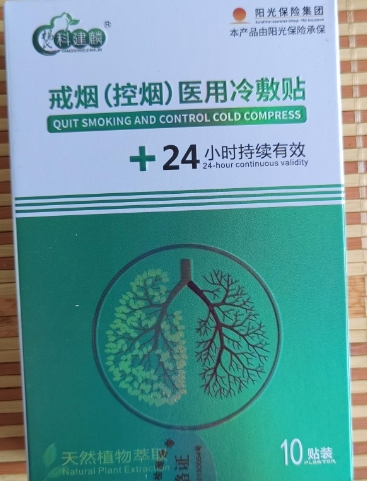 科建麟
阳光保险集团
本产品由阳光保险承保
戒烟(控烟)医用冷敷贴
QUIT SMOKING AND CONTROL COLD COMPRESS
+24小时持续有效
24-hour continuous validity
天然植物萃取
Natural Plant Extraction
10贴装
PLASTER